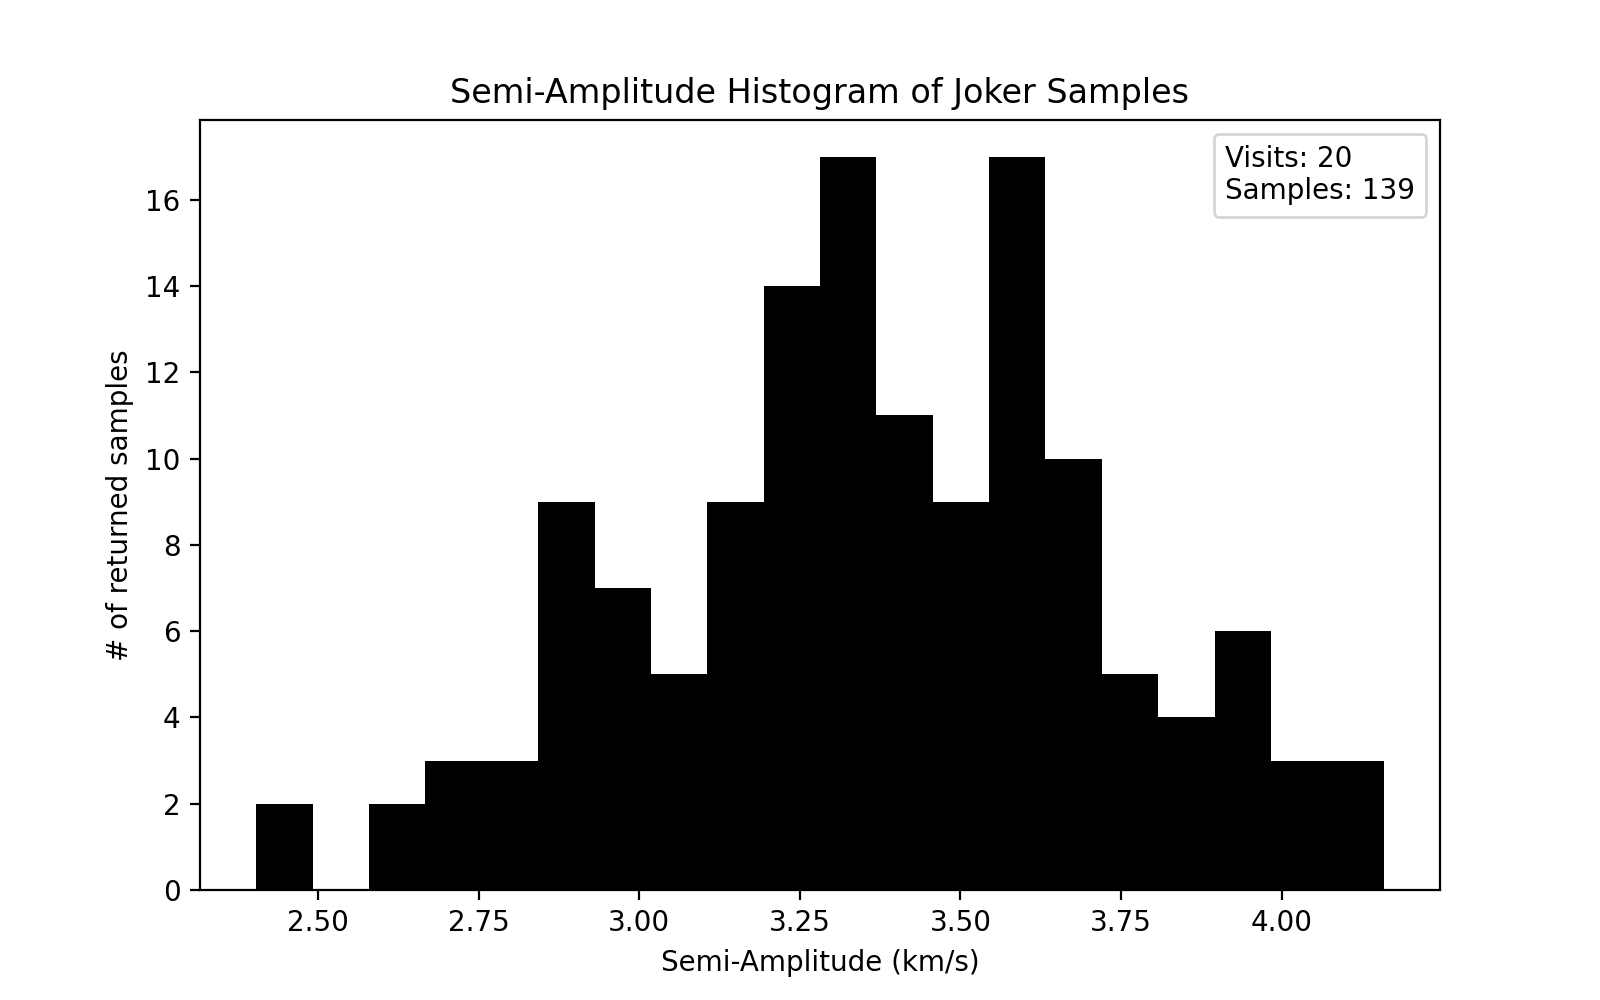 Semi-Amplitude Histogram of Joker Samples
Visits: 20
Samples: 139
# of returned samples
16
14
12
10
8
6
4
2
0
2.50 2.75 3.00 3.25 3.50 3.75 4.00
Semi-Amplitude (km/s)